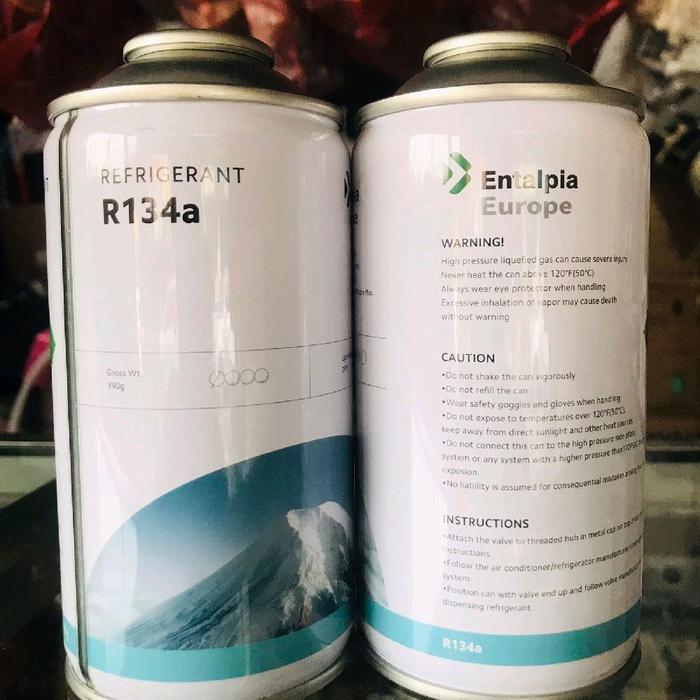 REFRIGERANT
R134a
Gross Wt.
390g
Entalpia
Europe
WARNING!
High pressure liquefied gas can cause severe injury
Never heat the can above 120°F(50°C)
Always wear eye protector when handling
Excessive inhalation of vapor may cause death
without warning
CAUTION
•Do not shake the can vigorously
•Do not refill the can
•Wear safety goggles and gloves when handling
•Do not expose to temperatures over 120°F(50°C),
keep away from direct sunlight and other heat sources
•Do not connect this can to the high pressure side of
system or any system with a higher pressure than
exposion.
•No liability is assumed for consequential mistakes
INSTRUCTIONS
•Attach the valve to threaded hub in metal cap on top of
instructions.
•Follow the air conditioner/refrigerator manufacturer's
system
•Position can with valve end up and follow valve
dispensing refrigerant.
R134a